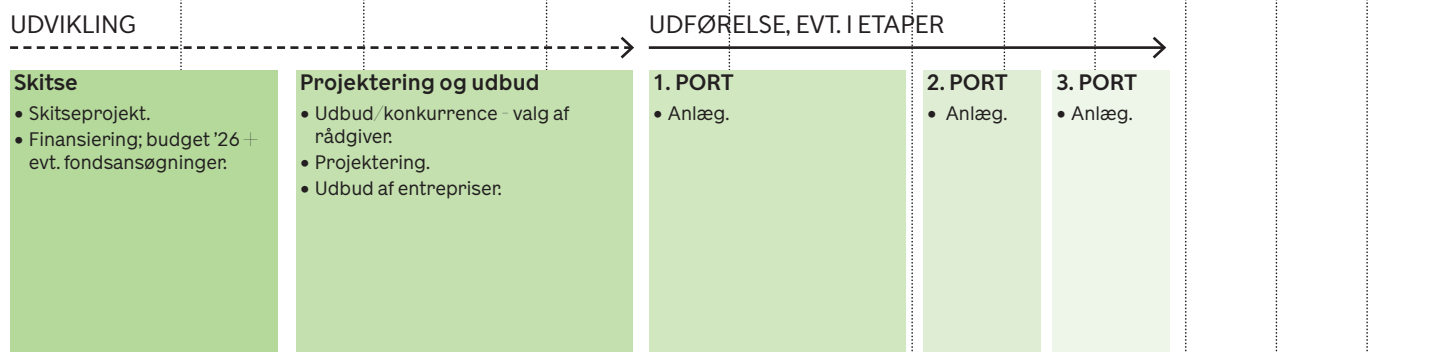 UDVIKLING
UDFØRELSE, EVT. I ETAPER
Skitse
• Skitseprojekt.
• Finansiering; budget ’26 +
evt. fondsansøgninger.
Projektering og udbud
• Udbud/konkurrence - valg af
rådgiver.
• Projektering.
• Udbud af entrepriser.
1. PORT
• Anlæg.
2. PORT
• Anlæg.
3. PORT
• Anlæg.